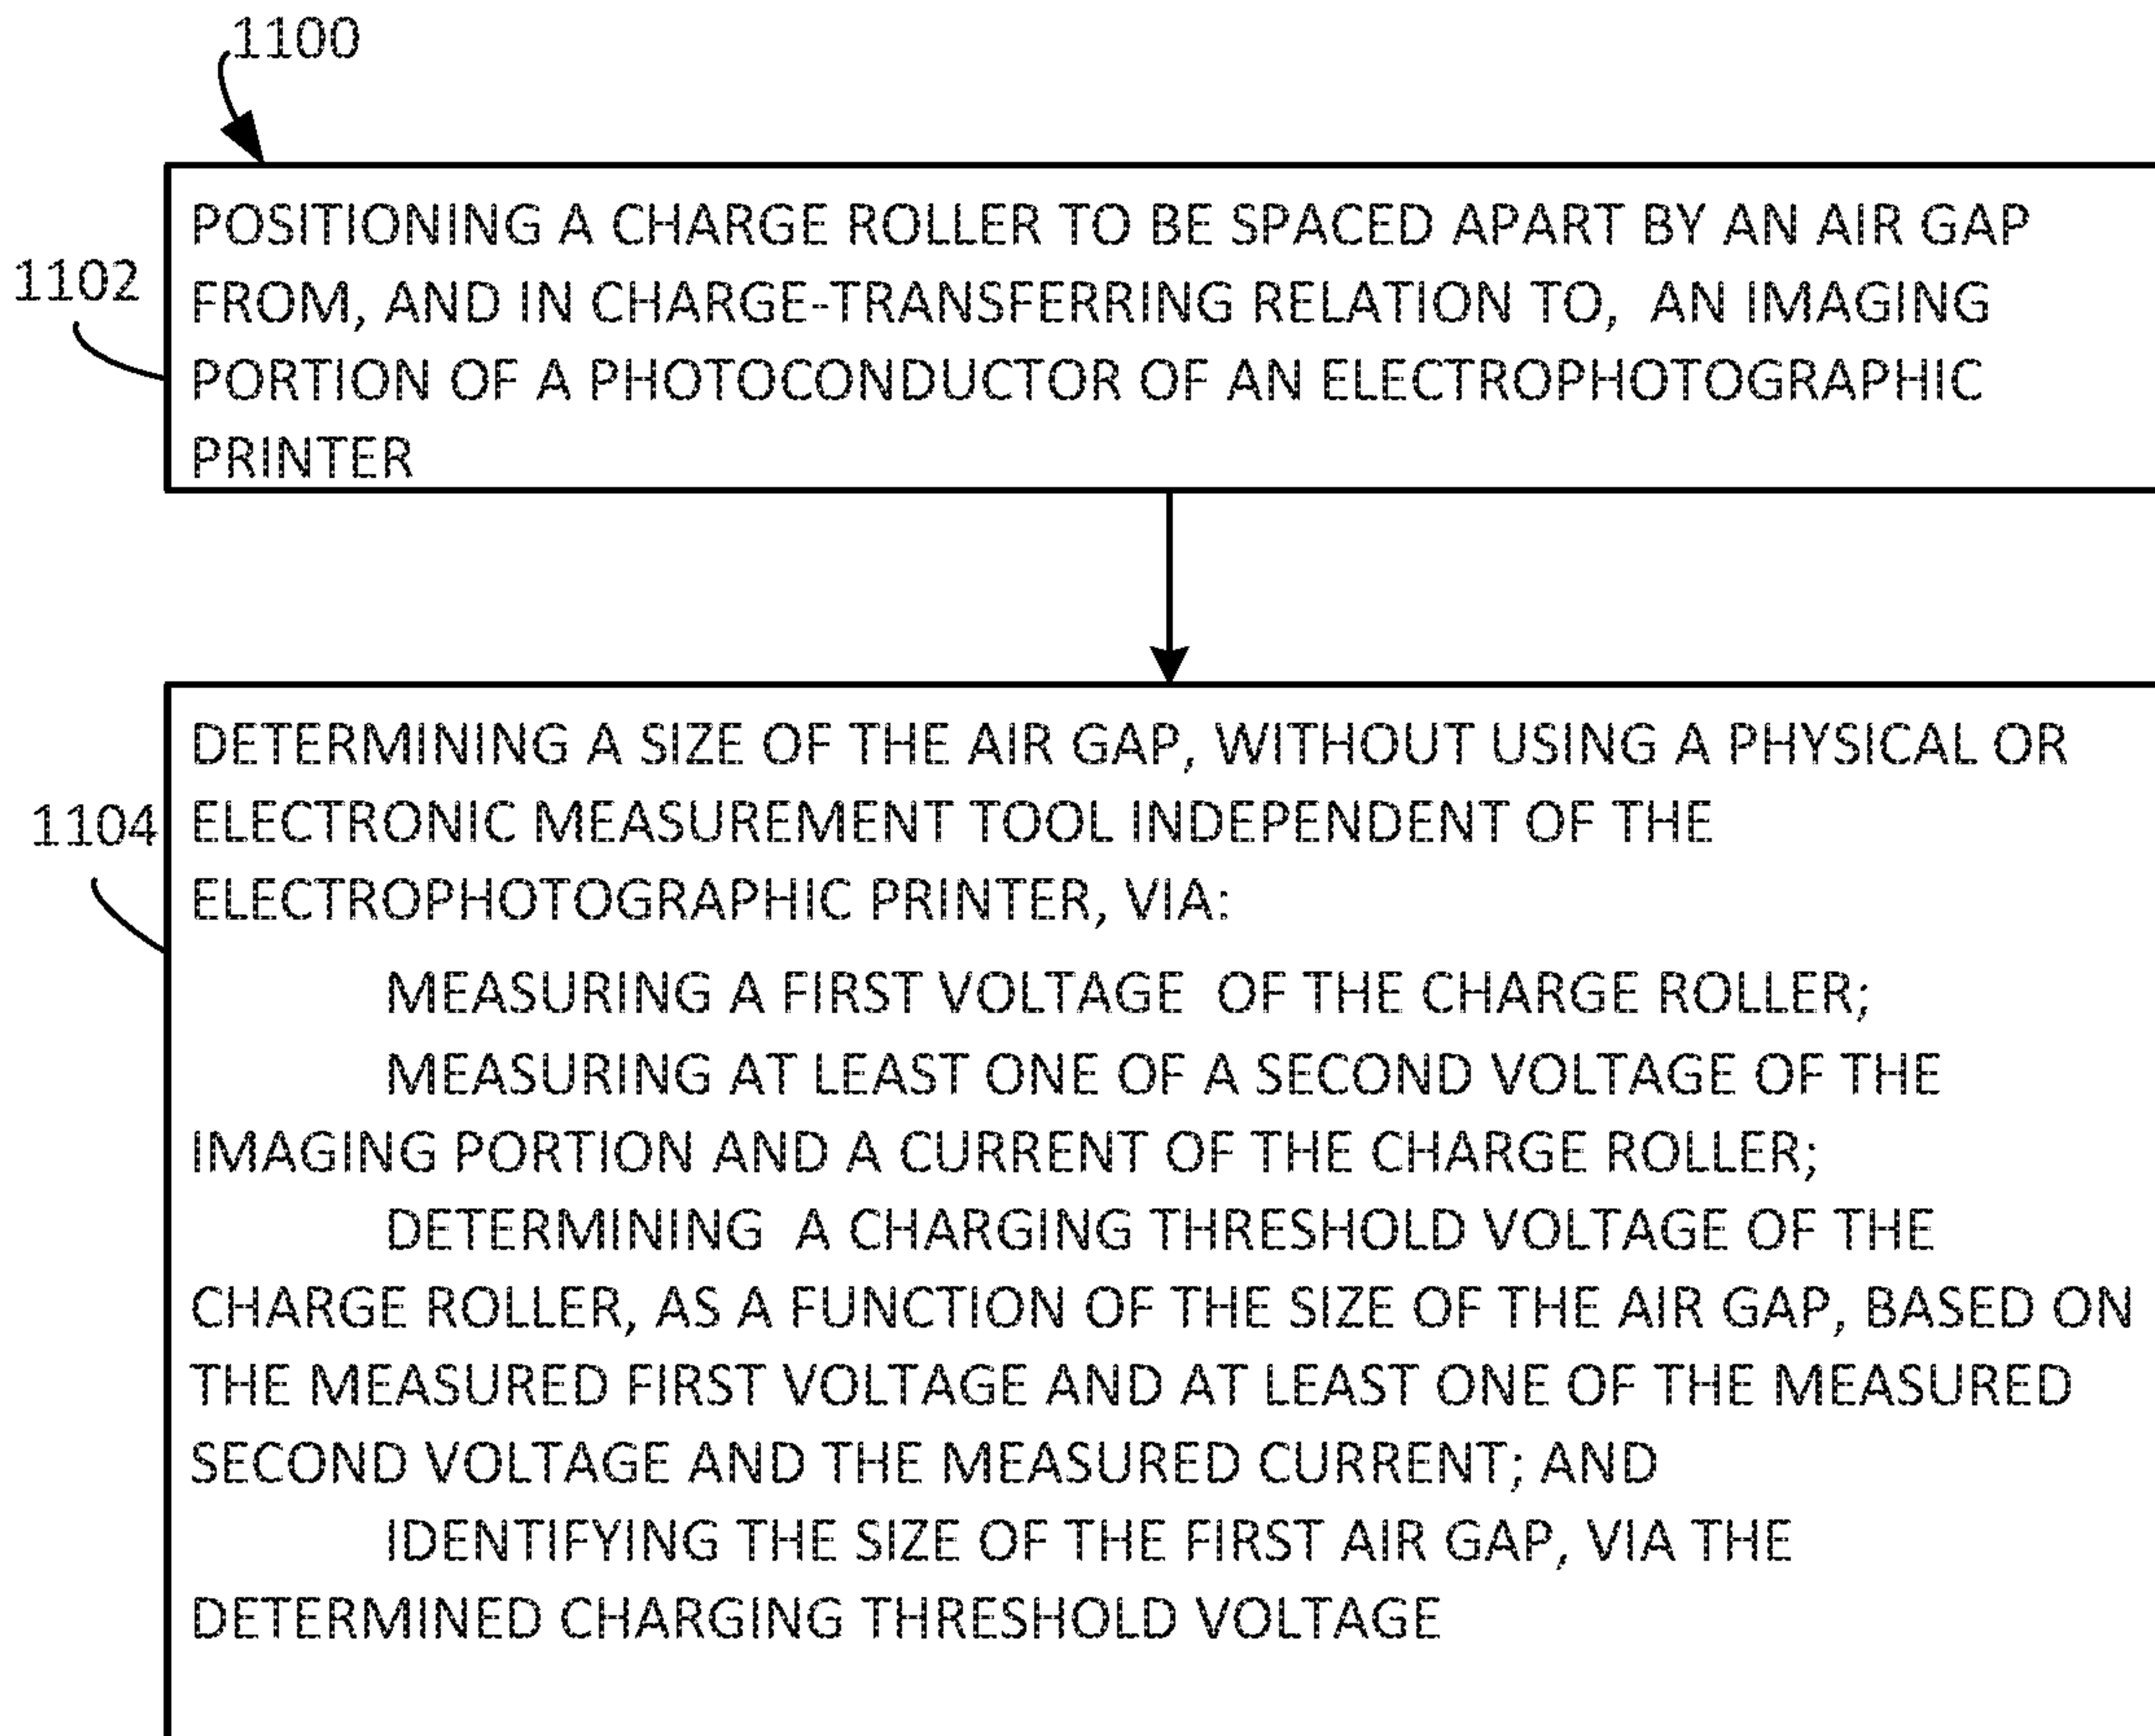 1100
POSITIONING A CHARGE ROLLER TO BE SPACED APART BY AN AIR GAP
1102
FROM, AND IN CHARGE-TRANSFERRING RELATION TO, AN IMAGING
PORTION OF A PHOTOCONDUCTOR OF AN ELECTROPHOTOGRAPHIC
PRINTER
DETERMINING A SIZE OF THE AIR GAP, WITHOUT USING A PHYSICAL OR
1104
ELECTRONIC MEASUREMENT TOOL INDEPENDENT OF THE
ELECTROPHOTOGRAPHIC PRINTER, VIA:
MEASURING A FIRST VOLTAGE OF THE CHARGE ROLLER;
MEASURING AT LEAST ONE OF A SECOND VOLTAGE OF THE
IMAGING PORTION AND A CURRENT OF THE CHARGE ROLLER;
DETERMINING A CHARGING THRESHOLD VOLTAGE OF THE
CHARGE ROLLER, AS A FUNCTION OF THE SIZE OF THE AIR GAP, BASED ON
THE MEASURED FIRST VOLTAGE AND AT LEAST ONE OF THE MEASURED
SECOND VOLTAGE AND THE MEASURED CURRENT; AND
IDENTIFYING THE SIZE OF THE FIRST AIR GAP, VIA THE
DETERMINED CHARGING THRESHOLD VOLTAGE